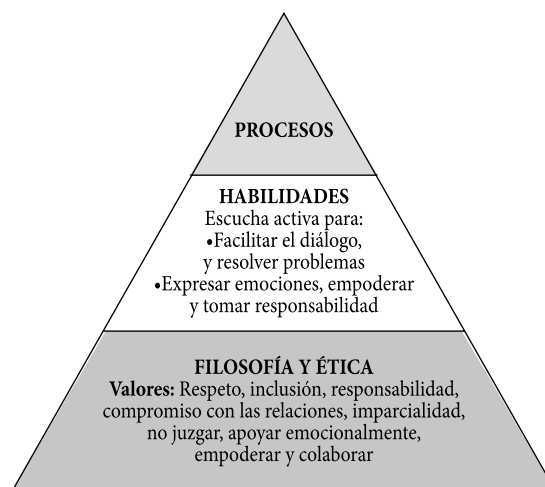 PROCESOS
HABILIDADES
Escucha activa para:
•Facilitar el diálogo,
y resolver problemas
•Expresar emociones, empoderar
y tomar responsabilidad
FILOSOFÍA Y ÉTICA
Valores: Respeto, inclusión, responsabilidad,
compromiso con las relaciones, imparcialidad,
no juzgar, apoyar emocionalmente,
empoderar y colaborar